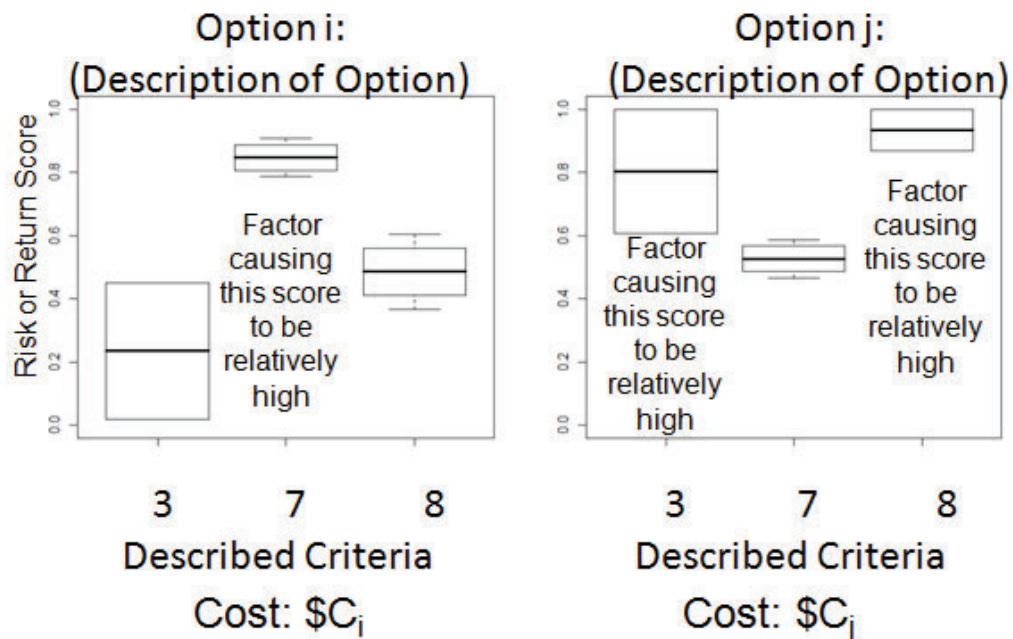 Option i:
(Description of Option)
Risk or Return Score
1.0
0.8
0.6
0.4
0.2
0.0
Factor
causing
this score
to be
relatively
high
3 7 8
Described Criteria
Cost: $Ci
Option j:
(Description of Option)
1.0
0.8
0.6
0.4
0.2
0.0
Factor
causing
this score
to be
relatively
high
Factor
causing
this score
to be
relatively
high
3 7 8
Described Criteria
Cost: $Cj